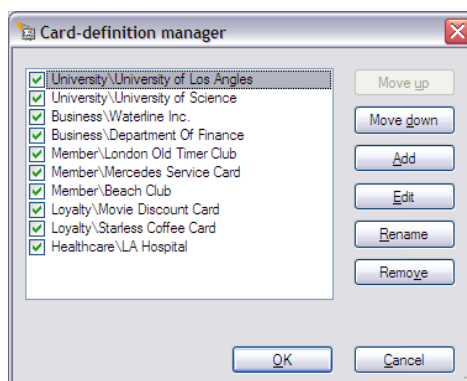 Card-definition manager
University\University of Los Angles
University\University of Science
Business\Waterline Inc.
Business\Department Of Finance
Member\London Old Timer Club
Member\Mercedes Service Card
Member\Beach Club
Loyalty\Movie Discount Card
Loyalty\Starless Coffee Card
Healthcare\LA Hospital
Move up
Move down
Add
Edit
Rename
Remove
OK
Cancel